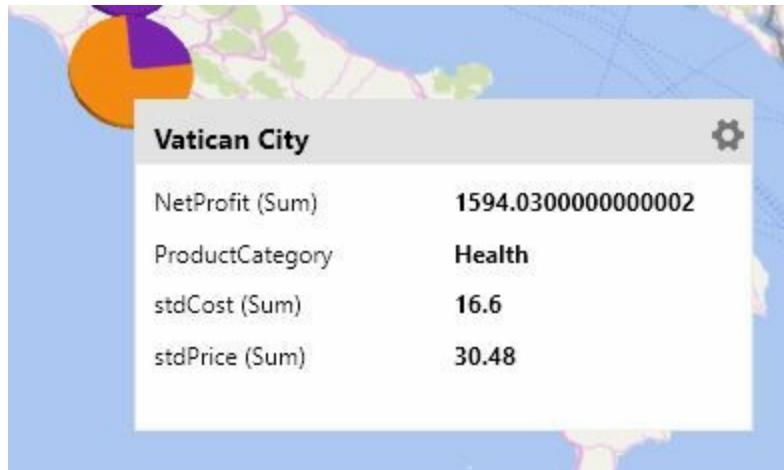 Vatican City
NetProfit (Sum) 1594.0300000000002
ProductCategory Health
stdCost (Sum) 16.6
stdPrice (Sum) 30.48